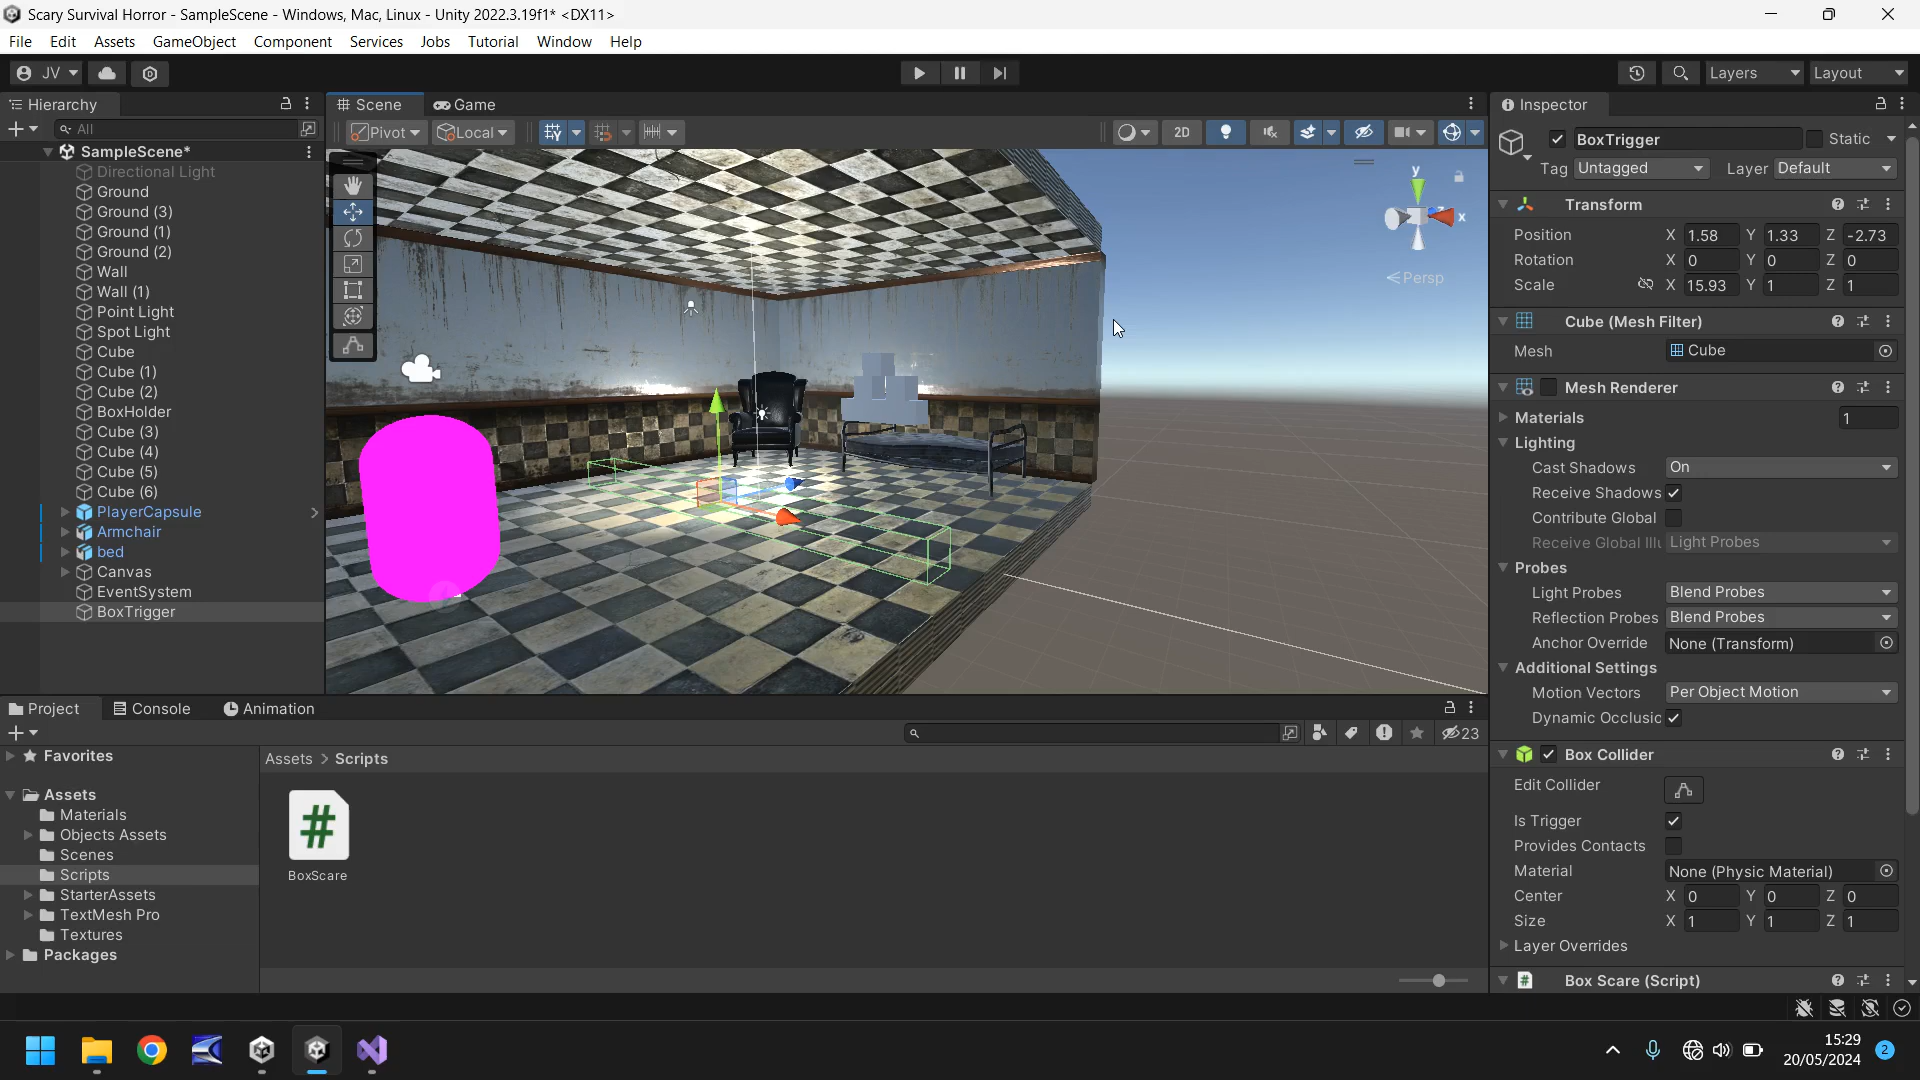 Scary Survival Horror - SampleScene - Windows, Mac, Linux - Unity 2022.3.19f1* <DX11>
File Edit Assets GameObject Component Services Jobs Tutorial Window Help
JV Layers Layout
Hierarchy
All
SampleScene*
Directional Light
Ground
Ground (3)
Ground (1)
Ground (2)
Wall
Wall (1)
Point Light
Spot Light
Cube
Cube (1)
Cube (2)
BoxHolder
Cube (3)
Cube (4)
Cube (5)
Cube (6)
PlayerCapsule
Armchair
bed
Canvas
EventSystem
BoxTrigger
Scene Game
Pivot Local 2D
y
x
z
Persp
Inspector
BoxTrigger Static
Tag Untagged Layer Default
Transform
Position X 1.58 Y 1.33 Z -2.73
Rotation X 0 Y 0 Z 0
Scale X 15.93 Y 1 Z 1
Cube (Mesh Filter)
Mesh Cube
Mesh Renderer
Materials 1
Lighting
Cast Shadows On
Receive Shadows
Contribute Global
Receive Global Illu Light Probes
Probes
Light Probes Blend Probes
Reflection Probes Blend Probes
Anchor Override None (Transform)
Additional Settings
Motion Vectors Per Object Motion
Dynamic Occlusic
Box Collider
Edit Collider
Is Trigger
Provides Contacts
Material None (Physic Material)
Center X 0 Y 0 Z 0
Size X 1 Y 1 Z 1
Layer Overrides
Box Scare (Script)
Project Console Animation
23
Favorites
Assets
Materials
Objects Assets
Scenes
Scripts
StarterAssets
TextMesh Pro
Textures
Packages
Assets > Scripts
#
BoxScare
15:29
20/05/2024
2